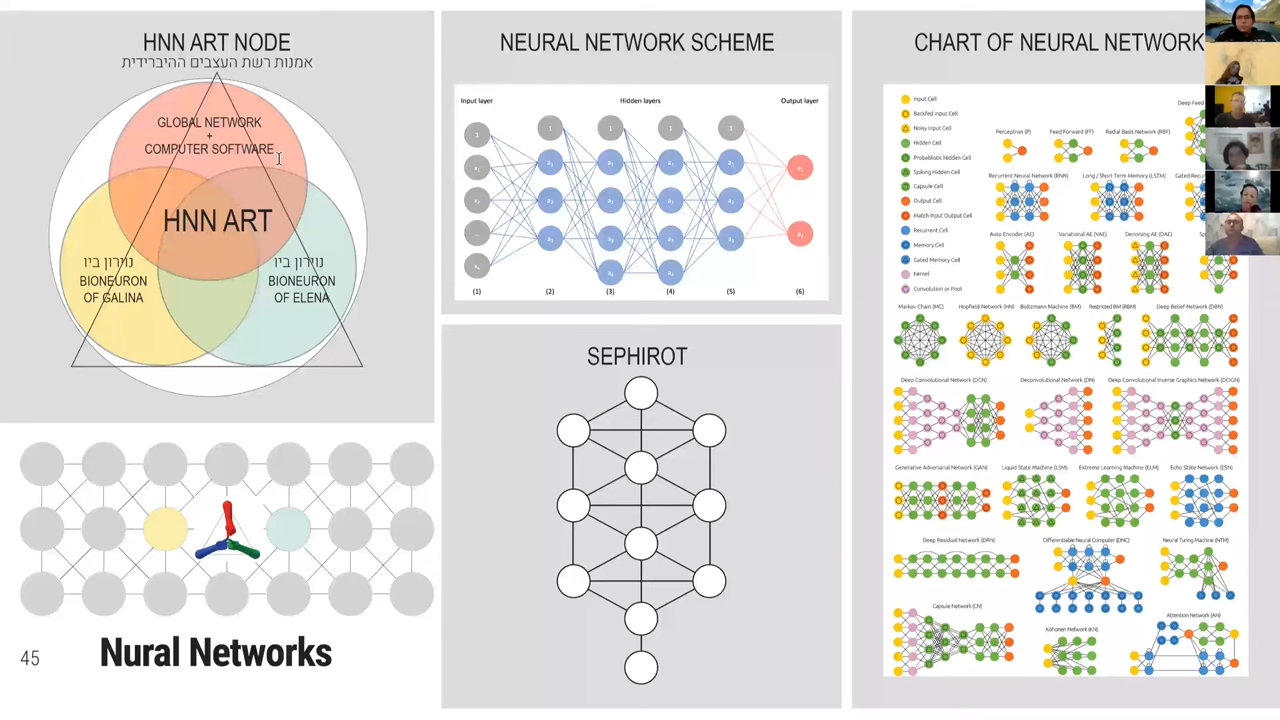 HNN ART NODE
אמנות רשת העצבים ההיברידית
GLOBAL NETWORK
+
COMPUTER SOFTWARE
HNN ART
נוירון ביו
BIONEURON
OF GALINA
נוירון ביו
BIONEURON
OF ELENA
45
Nural Networks
NEURAL NETWORK SCHEME
Input layer
Hidden layers
Output layer
(1)
(2)
(3)
(4)
(5)
(6)
SEPHIROT
CHART OF NEURAL NETWORK
Input Cell
Backfed Input Cell
Noisy Input Cell
Hidden Cell
Probablistic Hidden Cell
Spiking Hidden Cell
Capsule Cell
Output Cell
Match Input Output Cell
Recurrent Cell
Memory Cell
Gated Memory Cell
Kernel
Convolution or Pool
Deep Feed
Perceptron (P)
Feed Forward (FF)
Radial Basis Network (RBF)
Recurrent Neural Network (RNN)
Long / Short Term Memory (LSTM)
Gated Recur
Auto Encoder (AE)
Variational AE (VAE)
Denoising AE (DAE)
Sp
Markov Chain (MC)
Hopfield Network (HN)
Boltzmann Machine (BM)
Restricted BM (RBM)
Deep Belief Network (DBN)
Deep Convolutional Network (DCN)
Deconvolutional Network (DN)
Deep Convolutional Inverse Graphics Network (DCIGN)
Generative Adversarial Network (GAN)
Liquid State Machine (LSM)
Extreme Learning Machine (ELM)
Echo State Network (ESN)
Deep Residual Network (DRN)
Differentiable Neural Computer (DNC)
Neural Turing Machine (NTM)
Capsule Network (CN)
Kohonen Network (KN)
Attention Network (AN)